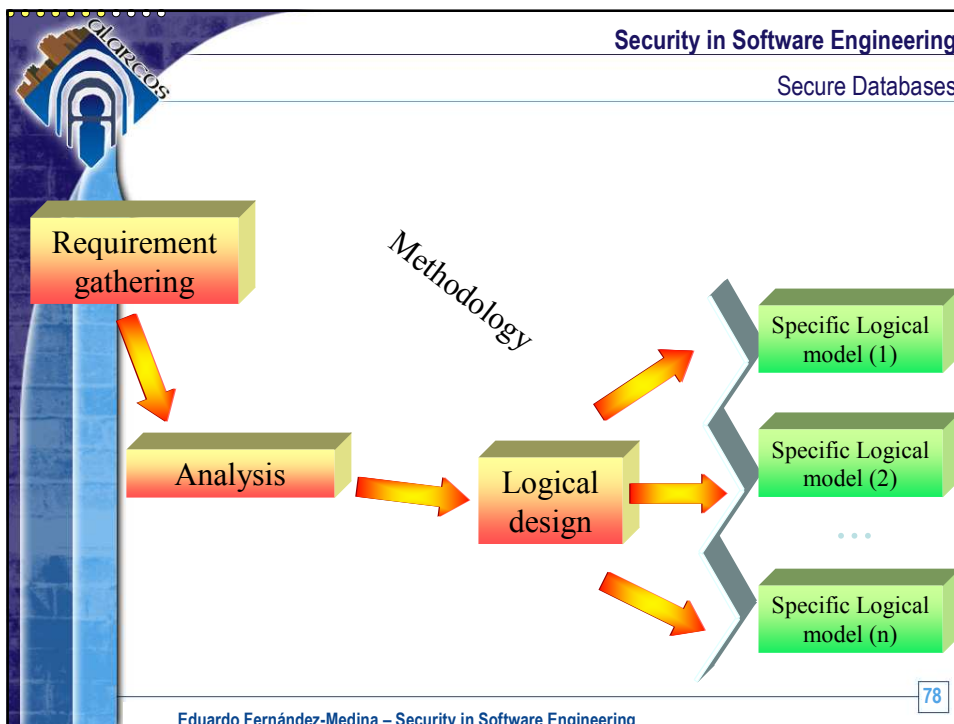 alarcos
Security in Software Engineering
Secure Databases
Requirement
gathering
Methodology
Specific Logical
model (1)
Analysis
Logical
design
Specific Logical
model (2)
...
Specific Logical
model (n)
78
Eduardo Fernández-Medina – Security in Software Engineering